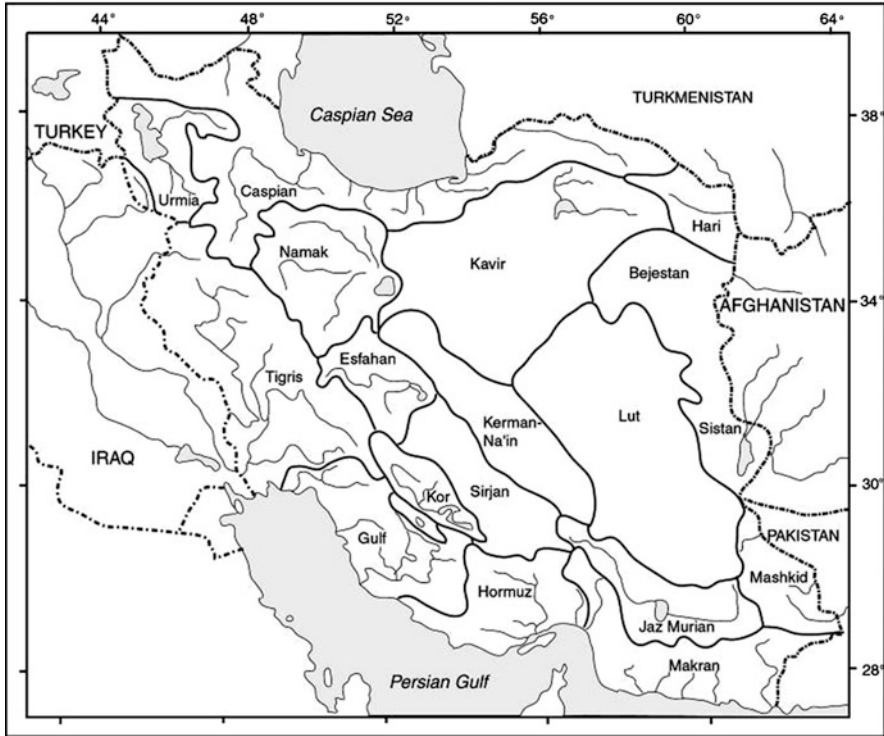 44° 48° 52° 56° 60° 64°
Caspian Sea
TURKMENISTAN
38°
TURKEY
Urmia
Caspian
Hari
Namak
Kavir
Bejestan
AFGHANISTAN
34°
Esfahan
Tigris
Kerman-
Na'in
Lut
Sistan
IRAQ
Sirjan
Kor
30°
PAKISTAN
Gulf
Mashkid
Hormuz
Jaz Murian
Makran
28°
Persian Gulf